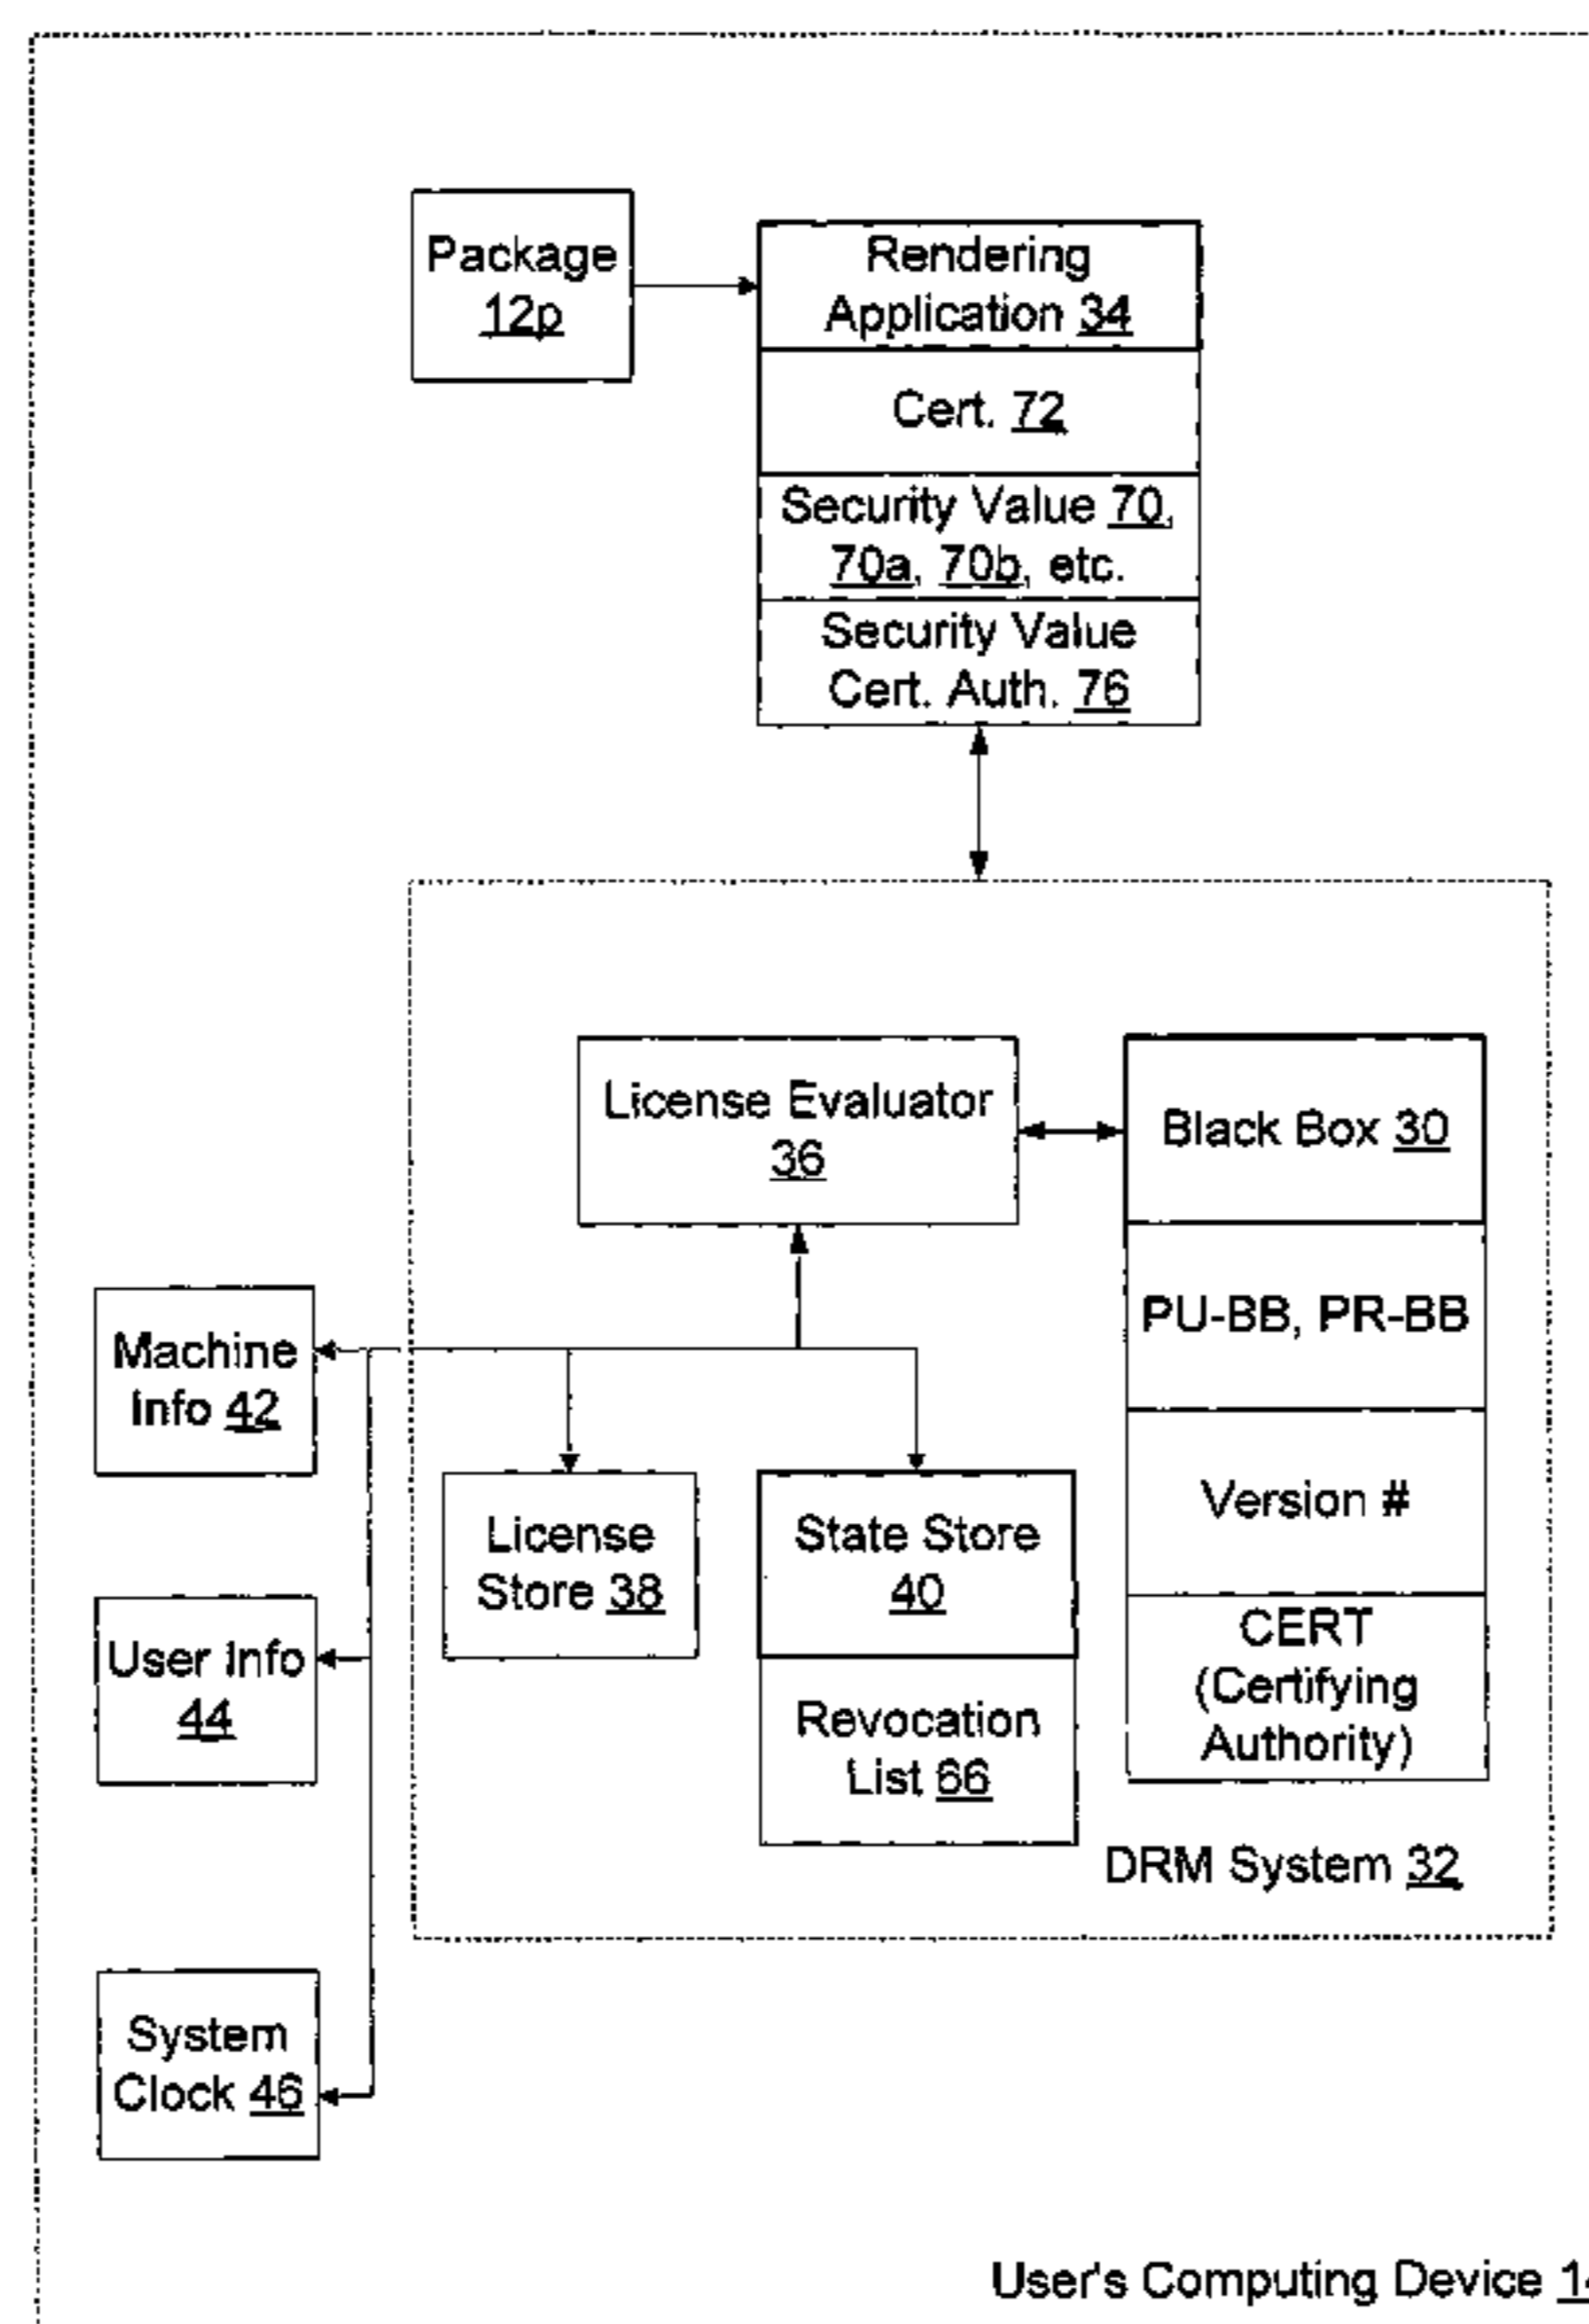 Package
12p
Rendering
Application 34
Cert. 72
Security Value 70,
70a, 70b, etc.
Security Value
Cert. Auth. 76
License Evaluator
36
Black Box 30
PU-BB, PR-BB
Machine
Info 42
Version #
License
Store 38
State Store
40
User Info
44
CERT
(Certifying
Authority)
Revocation
List 66
DRM System 32
System
Clock 46
User's Computing Device 14